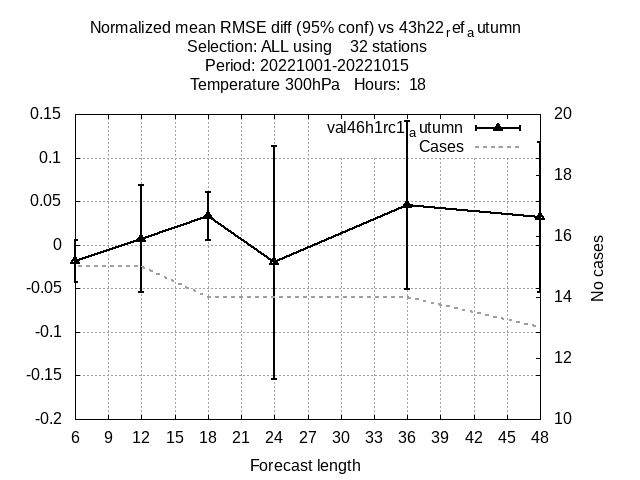 Normalized mean RMSE diff (95% conf) vs 43h22refautumn
Selection: ALL using 32 stations
Period: 20221001-20221015
Temperature 300hPa Hours: 18
0.15
0.1
0.05
0
-0.05
-0.1
-0.15
-0.2
20
18
16
14
12
10
val46h1rc1autumn
Cases
No cases
6 9 12 15 18 21 24 27 30 33 36 39 42 45 48
Forecast length